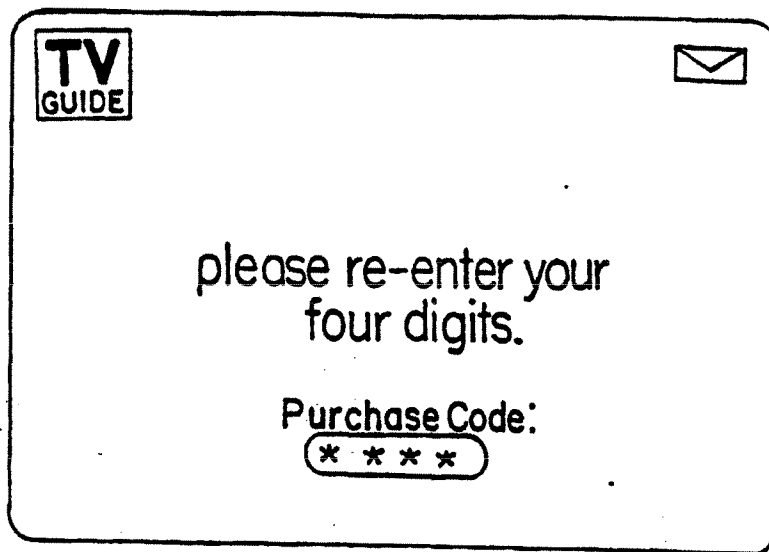 TV
GUIDE
please re-enter your
four digits.
Purchase Code:
* * * *